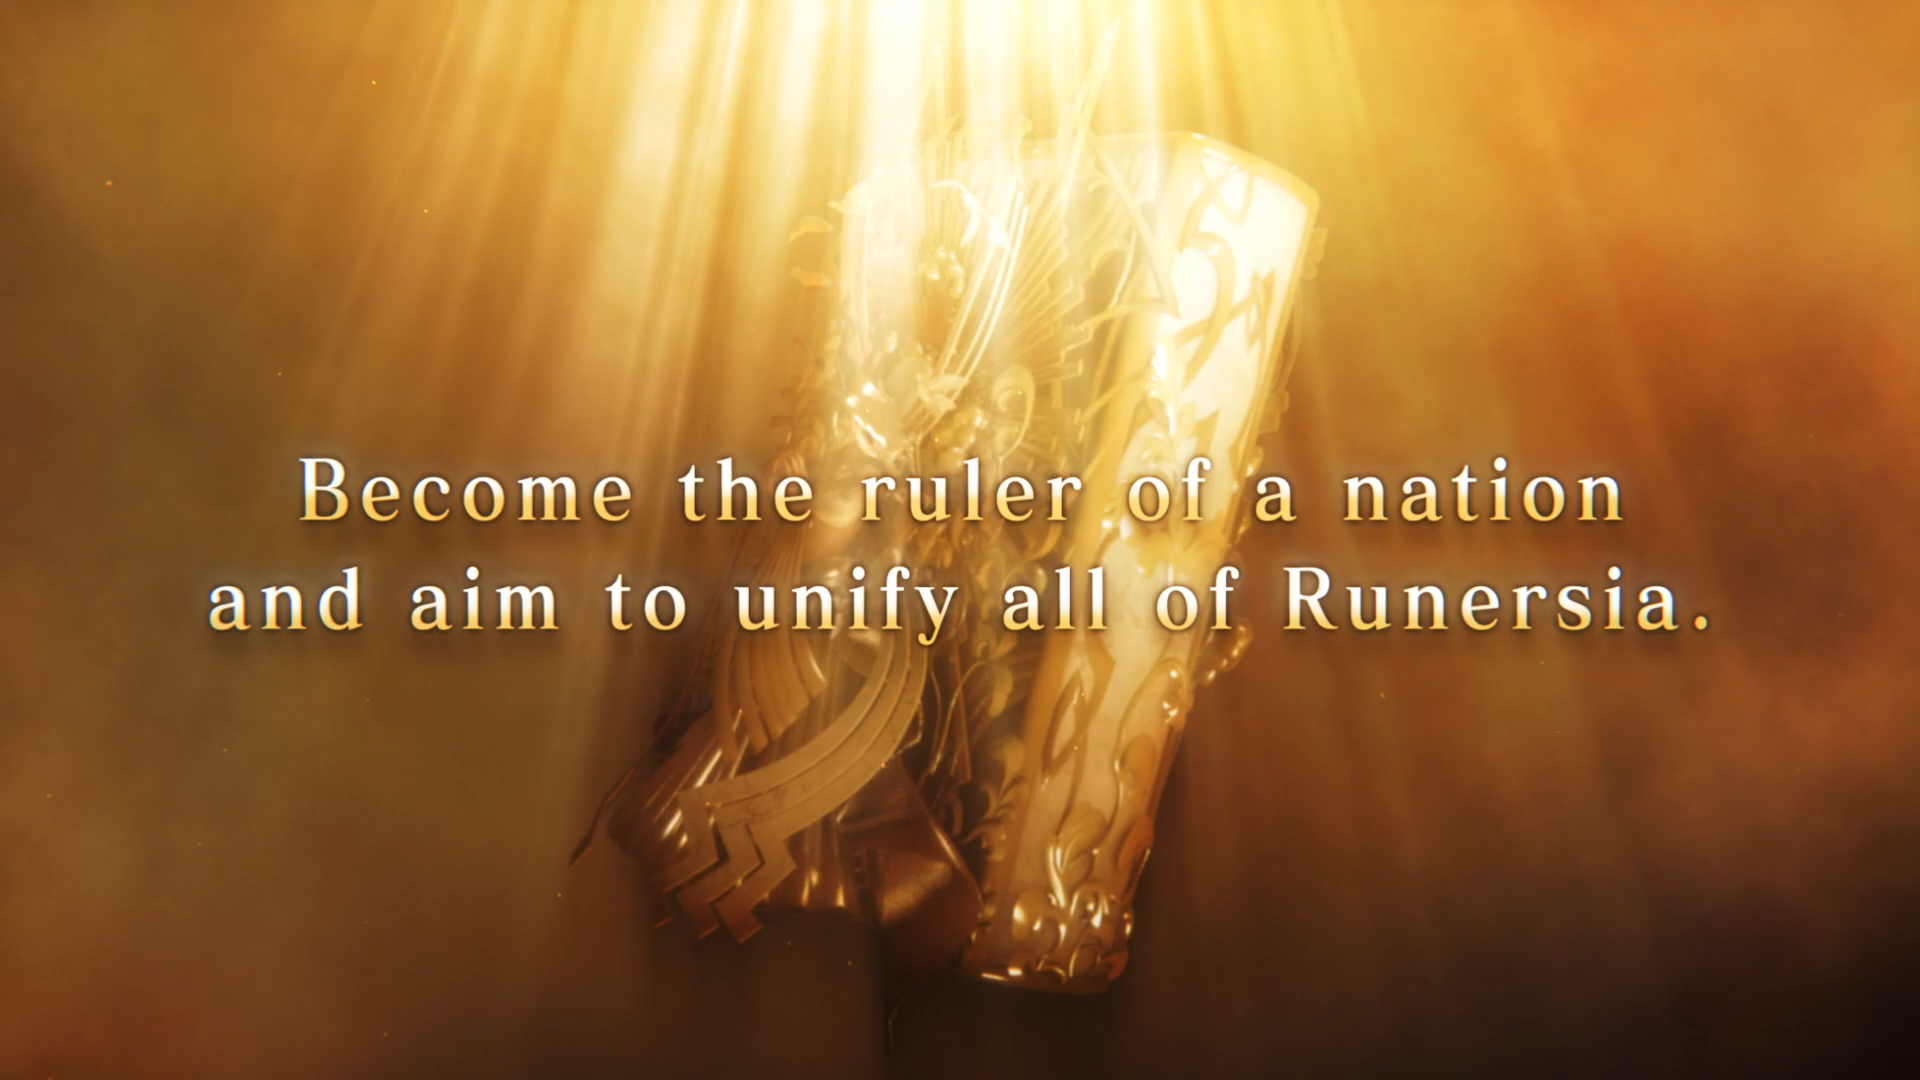 Become the ruler of a nation
and aim to unify all of Runersia.